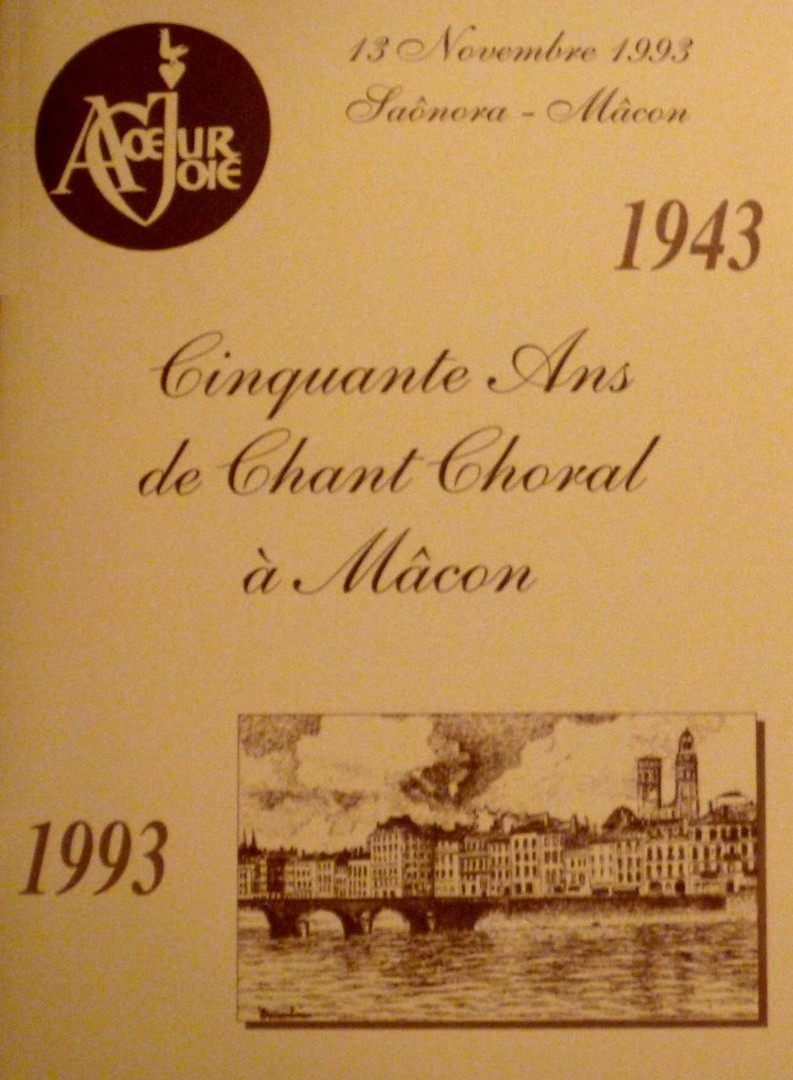 A CŒUR
JOIE
13 Novembre 1993
Saônora - Mâcon
1943
Cinquante Ans
de Chant Choral
à Mâcon
1993